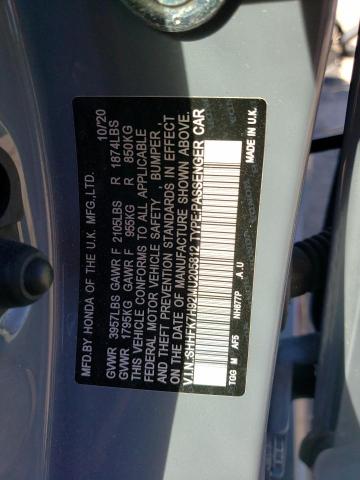 MFD.BY HONDA OF THE U.K. MFG.,LTD. 10/20
GVWR 3957LBS GAWR F 2105LBS R 1874LBS
GVWR 1795KG GAWR F 955KG R 850KG
THIS VEHICLE CONFORMS TO ALL APPLICABLE
FEDERAL MOTOR VEHICLE SAFETY , BUMPER,
AND THEFT PREVENTION STANDARDS IN EFFECT
ON THE DATE OF MANUFACTURE SHOWN ABOVE.
V.I.N.:SHHFK7H92MU205812 TYPE:PASSENGER CAR
MADE IN U.K.
TGG M AF5 NH677P A.U